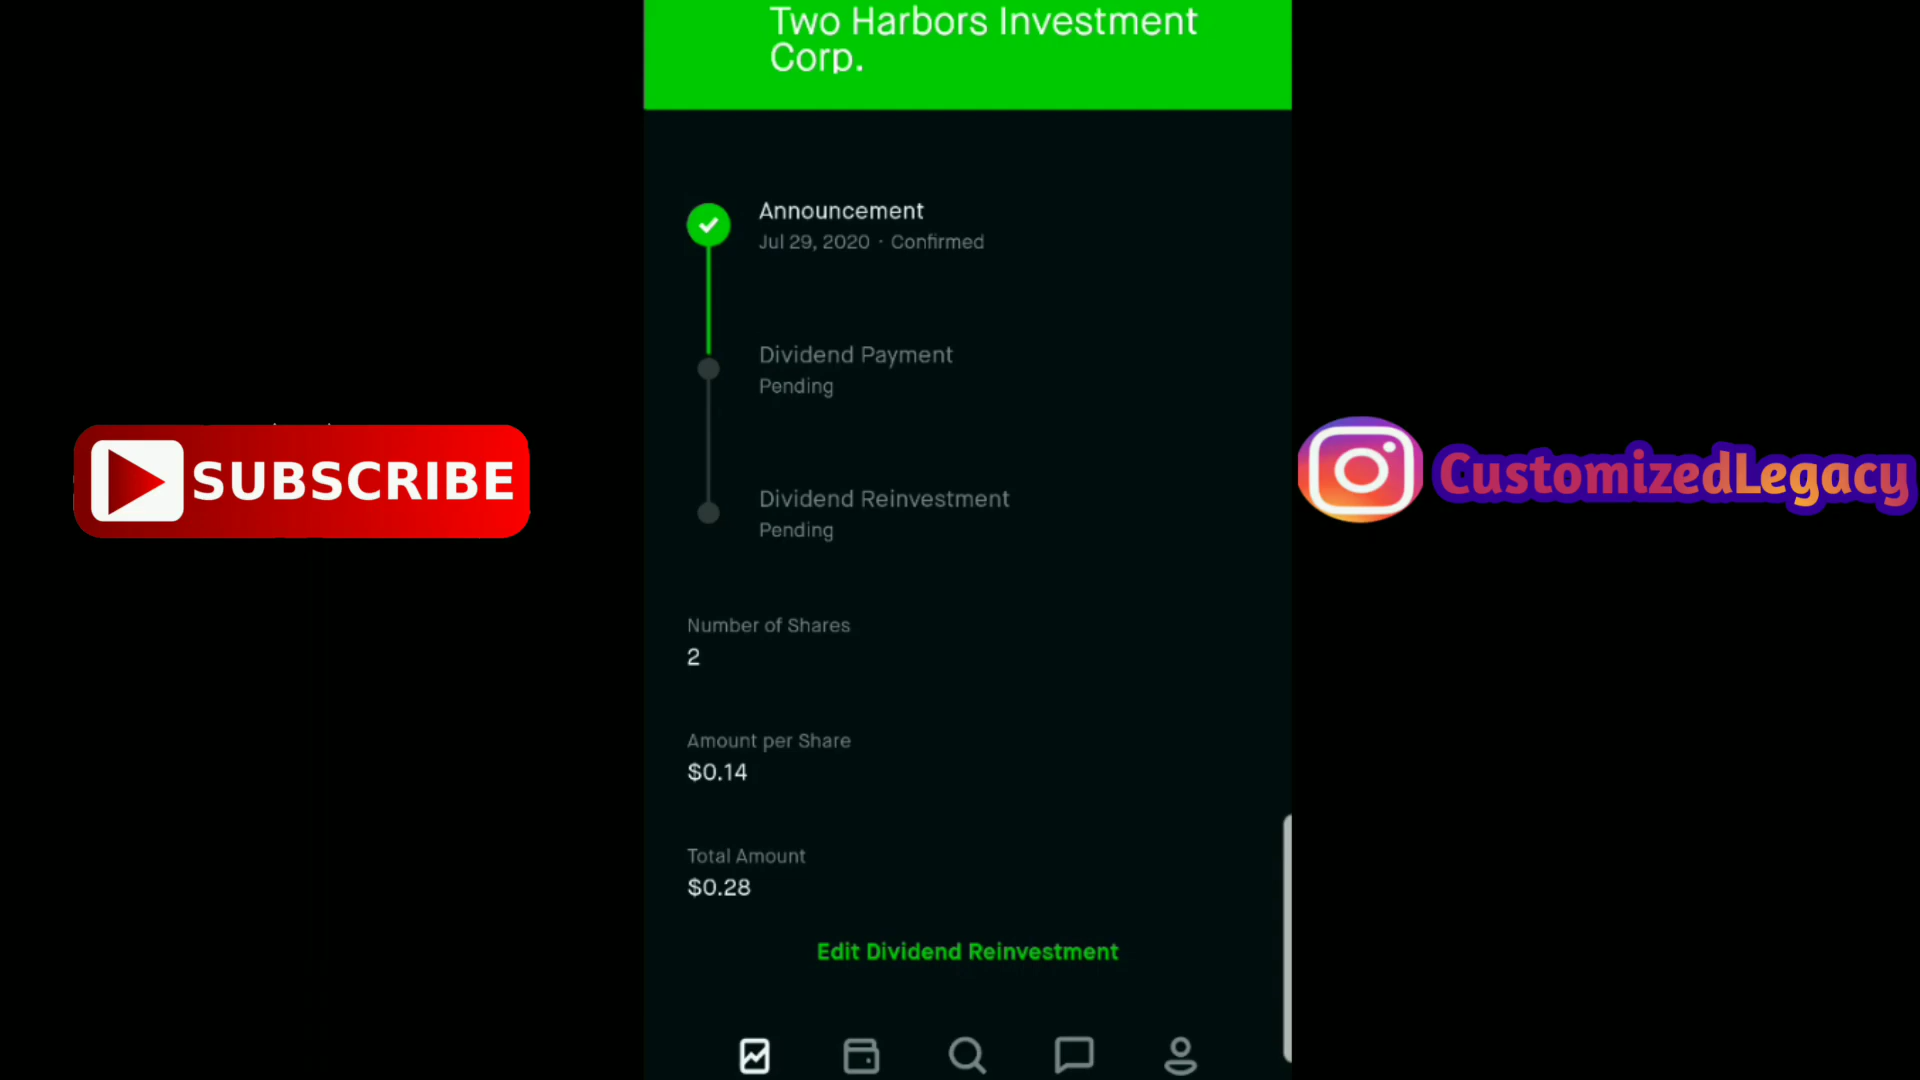 Two Harbors Investment
Corp.
Announcement
Jul 29, 2020 · Confirmed
Dividend Payment
Pending
SUBSCRIBE
CustomizedLegacy
Dividend Reinvestment
Pending
Number of Shares
2
Amount per Share
$0.14
Total Amount
$0.28
Edit Dividend Reinvestment